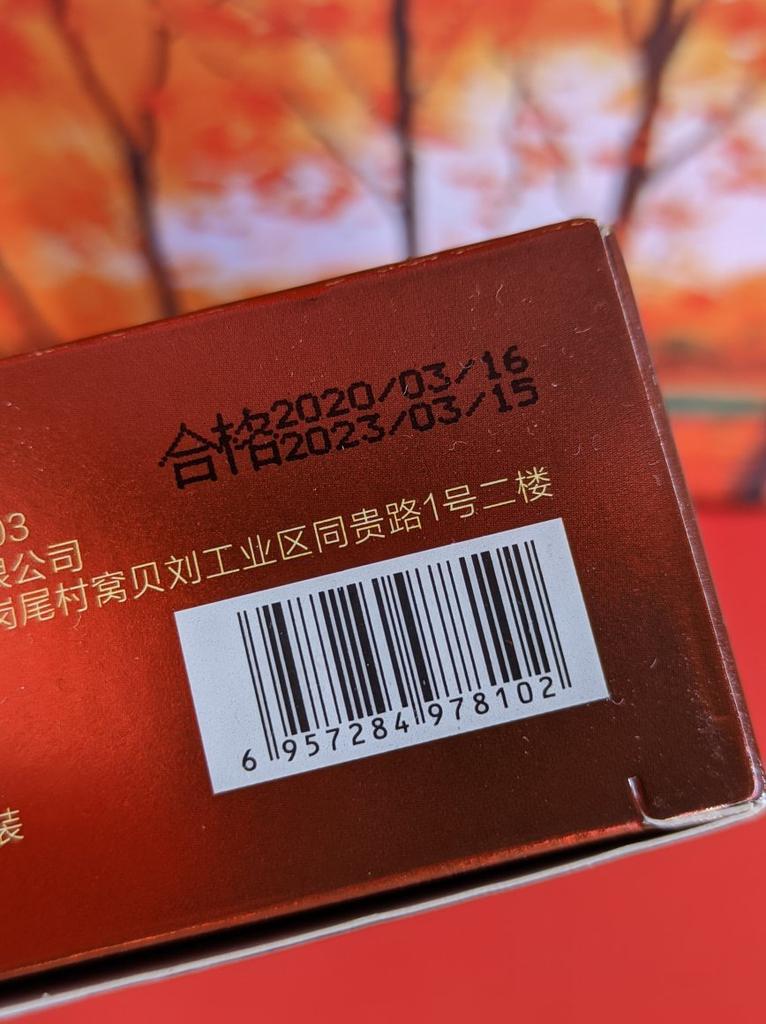 合格2020/03/16
2023/03/15
03
限公司
岗尾村窝贝刘工业区同贵路1号二楼
6 957284 978102
装